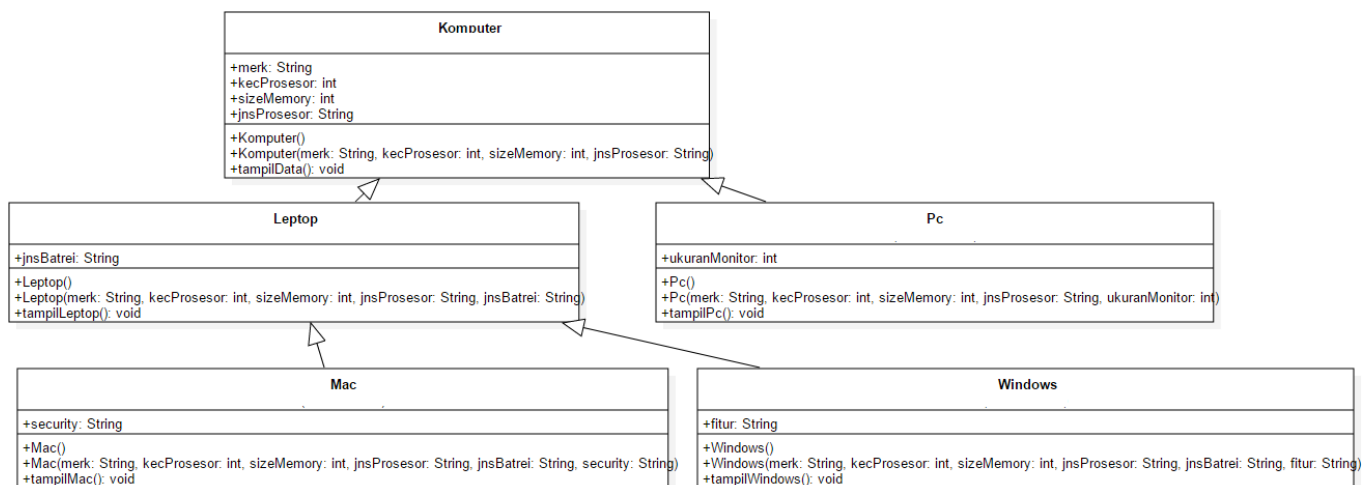 Komputer
+merk: String
+kecProsesor: int
+sizeMemory: int
+jnsProsesor: String
+Komputer()
+Komputer(merk: String, kecProsesor: int, sizeMemory: int, jnsProsesor: String)
+tampilData(): void
Leptop
+jnsBatrei: String
+Leptop()
+Leptop(merk: String, kecProsesor: int, sizeMemory: int, jnsProsesor: String, jnsBatrei: String)
+tampilLeptop(): void
Pc
+ukuranMonitor: int
+Pc()
+Pc(merk: String, kecProsesor: int, sizeMemory: int, jnsProsesor: String, ukuranMonitor: int)
+tampilPc(): void
Mac
+security: String
+Mac()
+Mac(merk: String, kecProsesor: int, sizeMemory: int, jnsProsesor: String, jnsBatrei: String, security: String)
+tampilMac(): void
Windows
+fitur: String
+Windows()
+Windows(merk: String, kecProsesor: int, sizeMemory: int, jnsProsesor: String, jnsBatrei: String, fitur: String)
+tampilWindows(): void